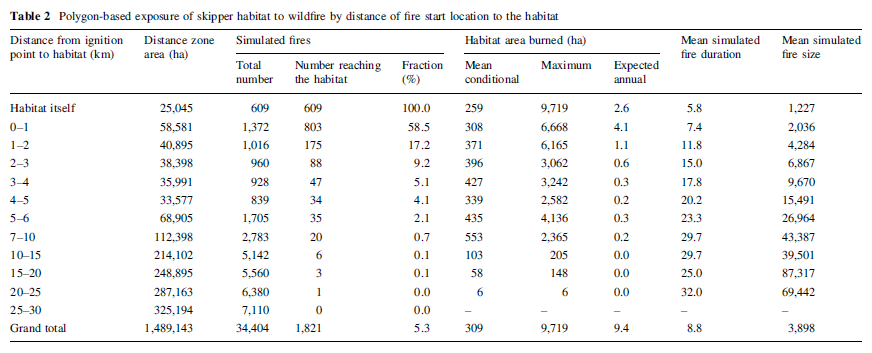 Table 2 Polygon-based exposure of skipper habitat to wildfire by distance of fire start location to the habitat
Distance from ignition Distance zone Simulated fires Habitat area burned (ha) Mean simulated Mean simulated
point to habitat (km) area (ha) fire duration fire size
Total Number reaching Fraction Mean Maximum Expected
number the habitat (%) conditional annual
Habitat itself 25,045 609 609 100.0 259 9,719 2.6 5.8 1,227
0–1 58,581 1,372 803 58.5 308 6,668 4.1 7.4 2,036
1–2 40,895 1,016 175 17.2 371 6,165 1.1 11.8 4,284
2–3 38,398 960 88 9.2 396 3,062 0.6 15.0 6,867
3–4 35,991 928 47 5.1 427 3,242 0.3 17.8 9,670
4–5 33,577 839 34 4.1 339 2,582 0.2 20.2 15,491
5–6 68,905 1,705 35 2.1 435 4,136 0.3 23.3 26,964
7–10 112,398 2,783 20 0.7 553 2,365 0.2 29.7 43,387
10–15 214,102 5,142 6 0.1 103 205 0.0 29.7 39,501
15–20 248,895 5,560 3 0.1 58 148 0.0 25.0 87,317
20–25 287,163 6,380 1 0.0 6 6 0.0 32.0 69,442
25–30 325,194 7,110 0 0.0 – – – – –
Grand total 1,489,143 34,404 1,821 5.3 309 9,719 9.4 8.8 3,898